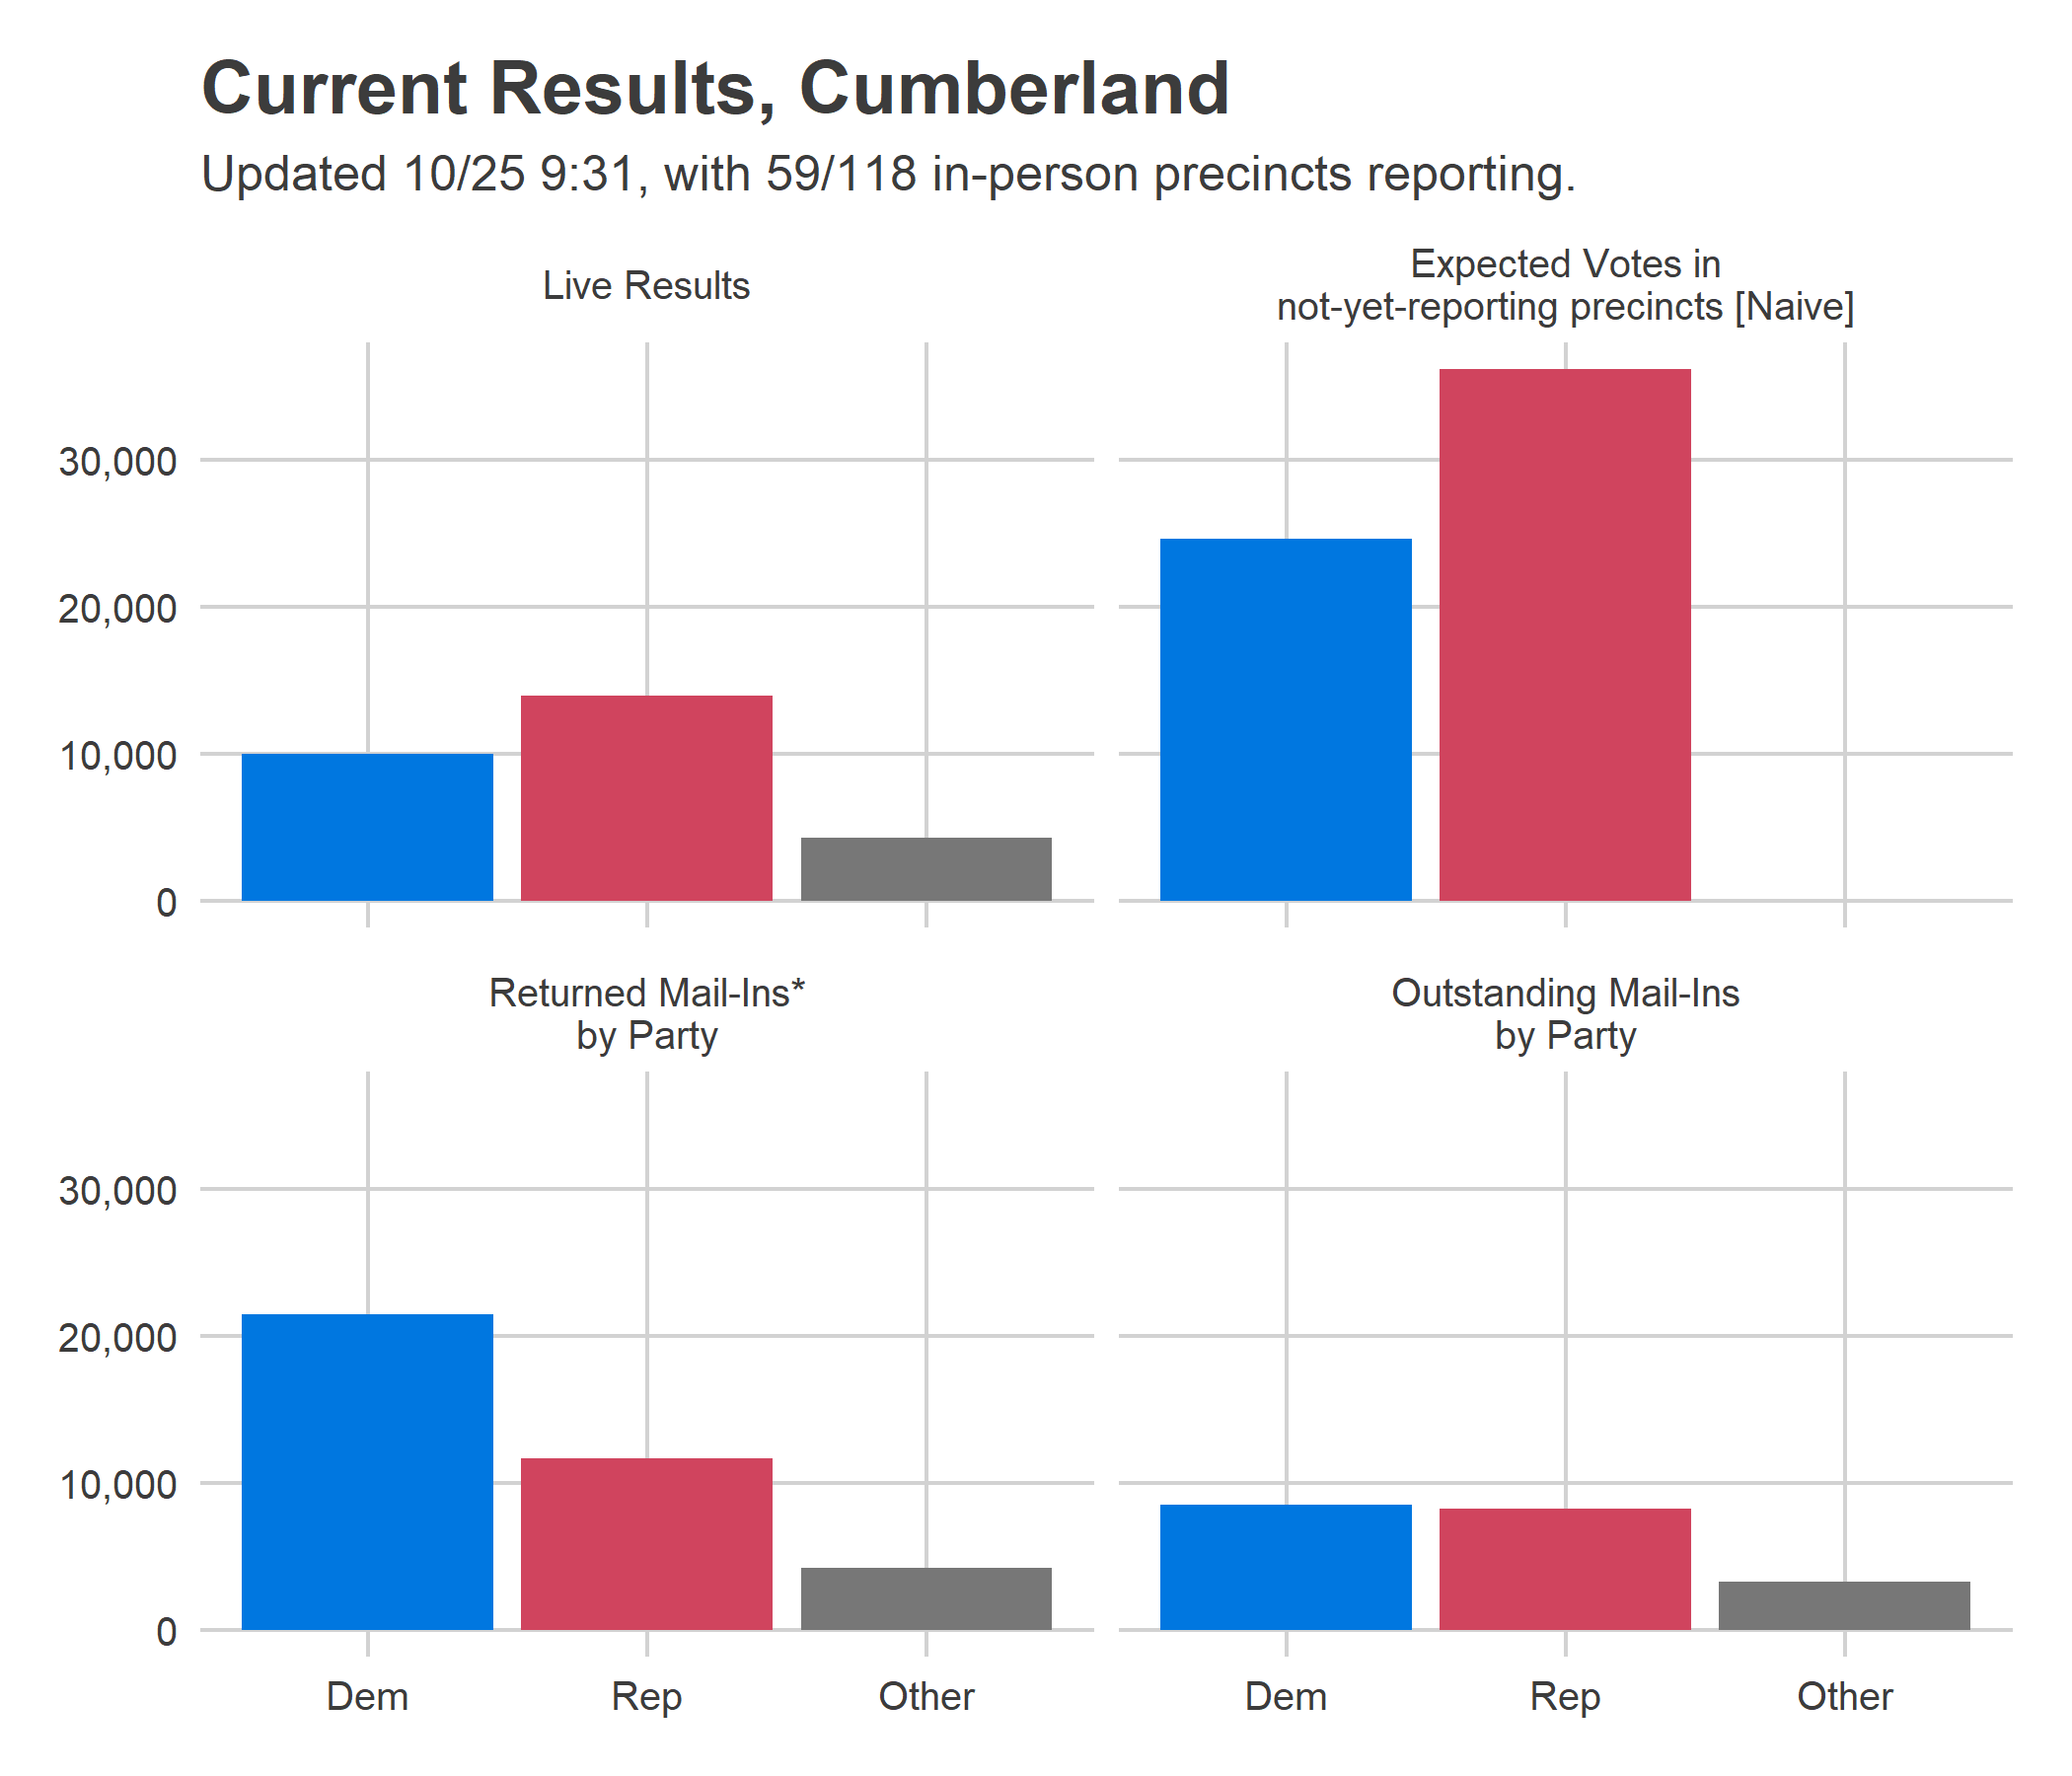 Current Results, Cumberland
Updated 10/25 9:31, with 59/118 in-person precincts reporting.
Live Results
Expected Votes in
not-yet-reporting precincts [Naive]
30,000
20,000
10,000
0
Returned Mail-Ins*
by Party
Outstanding Mail-Ins
by Party
30,000
20,000
10,000
0
Dem
Rep
Other
Dem
Rep
Other